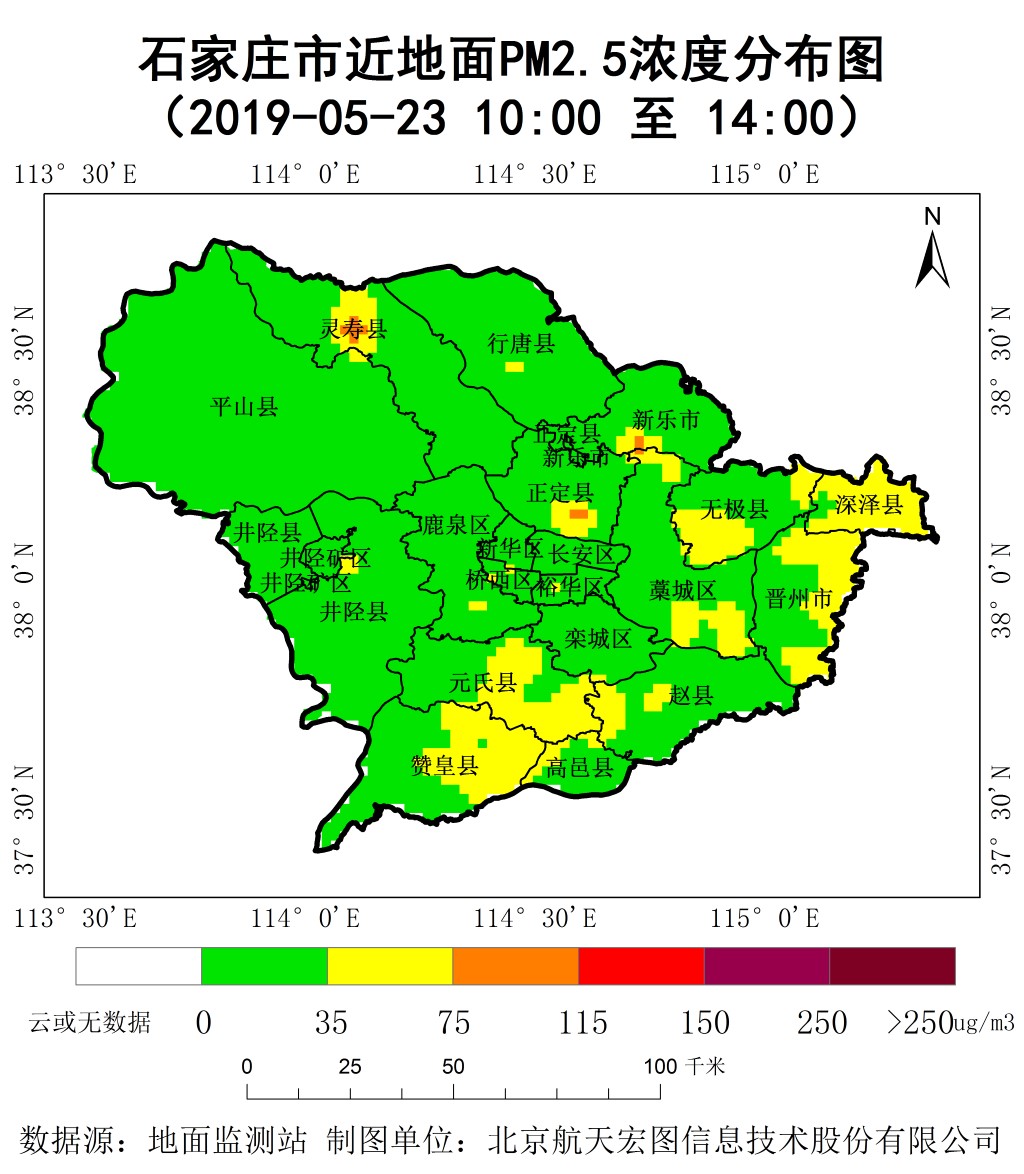 石家庄市近地面PM2.5浓度分布图
（2019-05-23 10:00 至 14:00）
113° 30'E 114° 0'E 114° 30'E 115° 0'E
N
38° 30'N 38° 30'N
灵寿县
行唐县
平山县
新乐市
正定县
新乐市
正定县
深泽县
无极县
鹿泉区
井陉县
新华区
长安区
井陉矿区
38° 0'N 38° 0'N
桥西区
裕华区
井陉矿区
藁城区
晋州市
井陉县
栾城区
元氏县
赵县
赞皇县
高邑县
37° 30'N 37° 30'N
113° 30'E 114° 0'E 114° 30'E 115° 0'E
云或无数据 0 35 75 115 150 250 >250ug/m3
0 25 50 100 千米
数据源：地面监测站 制图单位：北京航天宏图信息技术股份有限公司